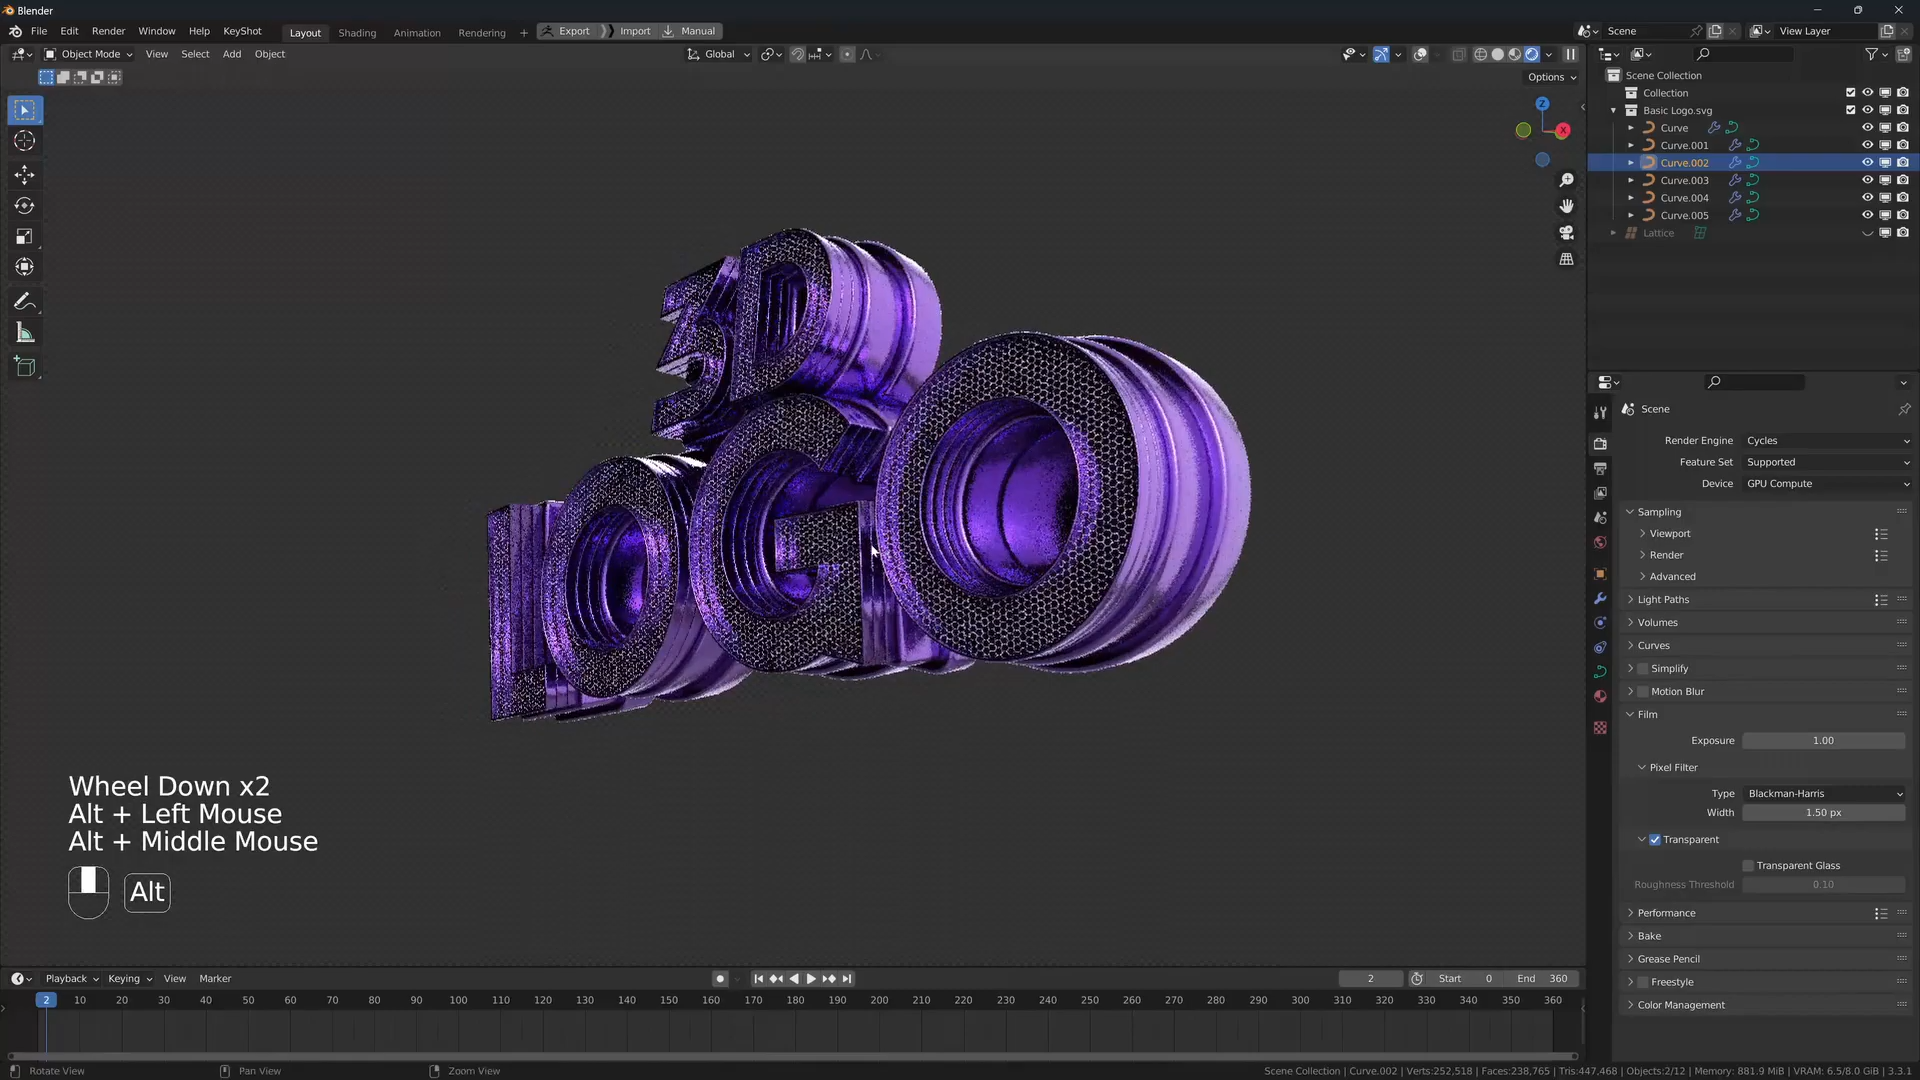 Blender
File Edit Render Window Help KeyShot Layout Shading Animation Rendering + Export Import Manual Scene View Layer
Object Mode View Select Add Object Global
Options
Z
X
Scene Collection
Collection
Basic Logo.svg
Curve
Curve.001
Curve.002
Curve.003
Curve.004
Curve.005
Lattice
3D
LOGO
Scene
Render Engine Cycles
Feature Set Supported
Device GPU Compute
Sampling
Viewport
Render
Advanced
Light Paths
Volumes
Curves
Simplify
Motion Blur
Film
Exposure 1.00
Pixel Filter
Type Blackman-Harris
Width 1.50 px
Transparent
Transparent Glass
Roughness Threshold 0.10
Performance
Bake
Grease Pencil
Freestyle
Color Management
Wheel Down x2
Alt + Left Mouse
Alt + Middle Mouse
Alt
Playback Keying View Marker 2 Start 0 End 360
2 10 20 30 40 50 60 70 80 90 100 110 120 130 140 150 160 170 180 190 200 210 220 230 240 250 260 270 280 290 300 310 320 330 340 350 360
Rotate View Pan View Zoom View Scene Collection | Curve.002 | Verts:252,518 | Faces:238,765 | Tris:447,468 | Objects:2/12 | Memory: 881.9 MiB | VRAM: 6.5/8.0 GiB | 3.3.1